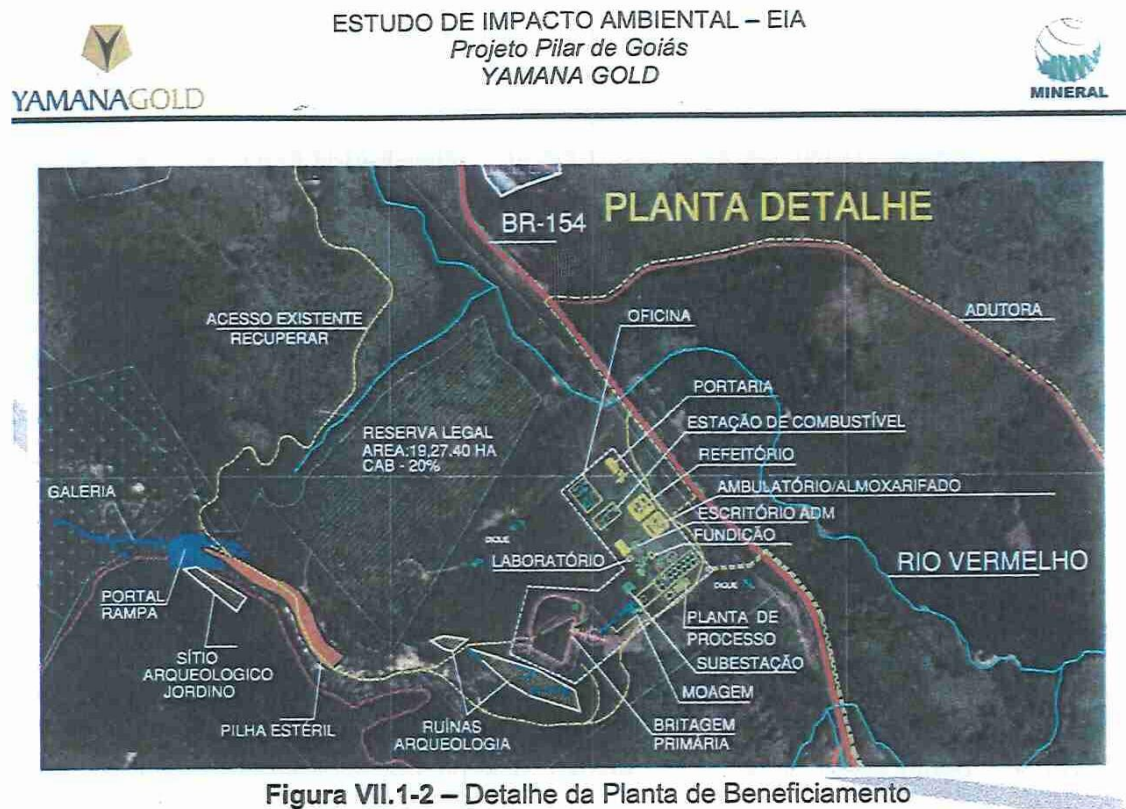 ESTUDO DE IMPACTO AMBIENTAL – EIA
Projeto Pilar de Goiás
YAMANA GOLD
YAMANAGOLD
MINERAL
PLANTA DETALHE
BR-154
ACESSO EXISTENTE
RECUPERAR
OFICINA
ADUTORA
PORTARIA
ESTAÇÃO DE COMBUSTÍVEL
REFEITÓRIO
RESERVA LEGAL
AREA:19,27.40 HA
CAB - 20%
AMBULATÓRIO/ALMOXARIFADO
GALERIA
ESCRITÓRIO ADM
FUNDIÇÃO
DIQUE
LABORATÓRIO
RIO VERMELHO
DIQUE
PORTAL
RAMPA
PLANTA DE
PROCESSO
SÍTIO
ARQUEOLOGICO
JORDINO
SUBESTAÇÃO
MOAGEM
PILHA ESTÉRIL
RUÍNAS
ARQUEOLOGIA
BRITAGEM
PRIMÁRIA
Figura VII.1-2 – Detalhe da Planta de Beneficiamento